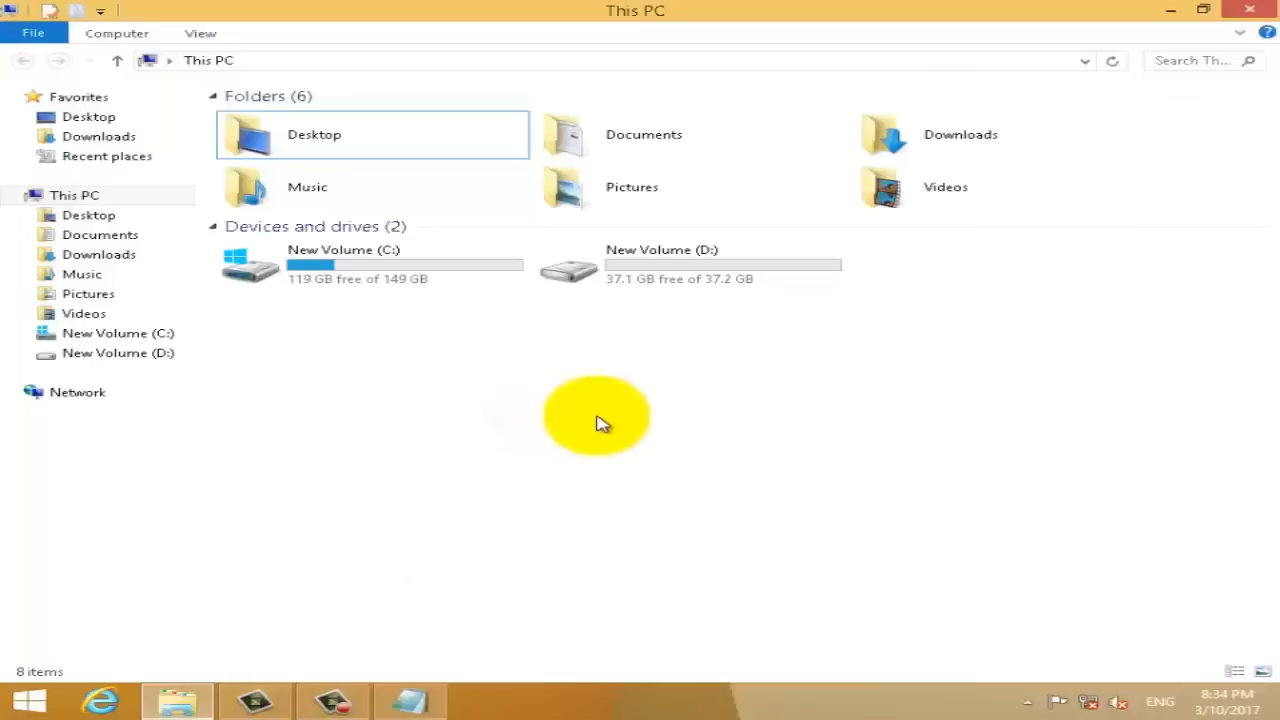 This PC
File
Computer
View
This PC
Search Th...
Favorites
Desktop
Downloads
Recent places
This PC
Desktop
Documents
Downloads
Music
Pictures
Videos
New Volume (C:)
New Volume (D:)
Network
Folders (6)
Desktop
Documents
Downloads
Music
Pictures
Videos
Devices and drives (2)
New Volume (C:)
119 GB free of 149 GB
New Volume (D:)
37.1 GB free of 37.2 GB
8 items
ENG
8:34 PM
3/10/2017